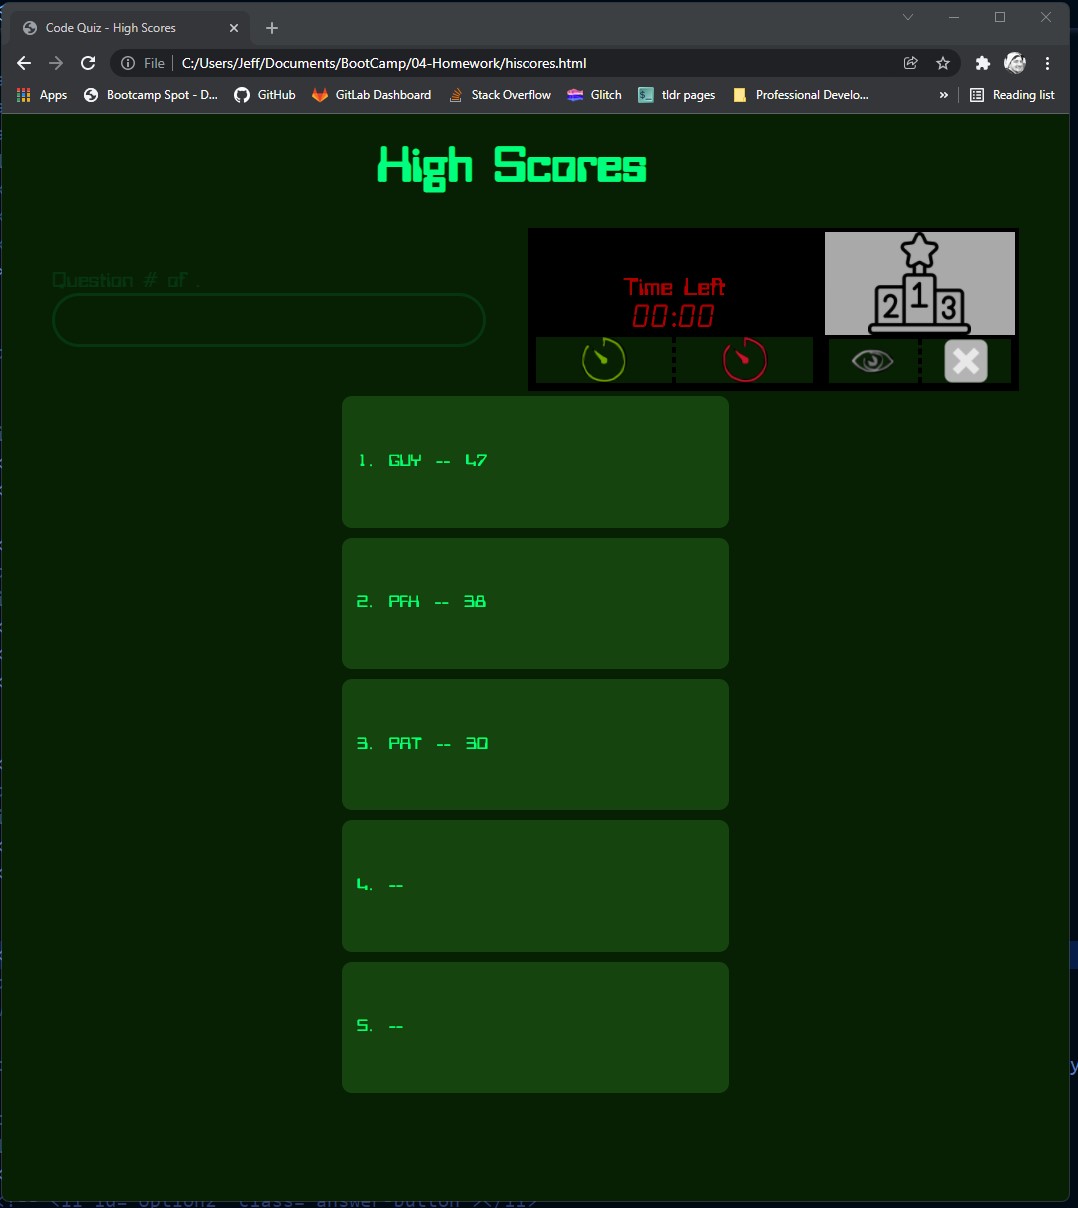 Code Quiz - High Scores
File C:/Users/Jeff/Documents/BootCamp/04-Homework/hiscores.html
Apps Bootcamp Spot - D... GitHub GitLab Dashboard Stack Overflow Glitch tldr pages Professional Develo... » Reading list
High Scores
Question # of .
Time Left
00:00
2 1 3
1. GUY -- 47
2. PFH -- 38
3. PAT -- 30
4. --
5. --